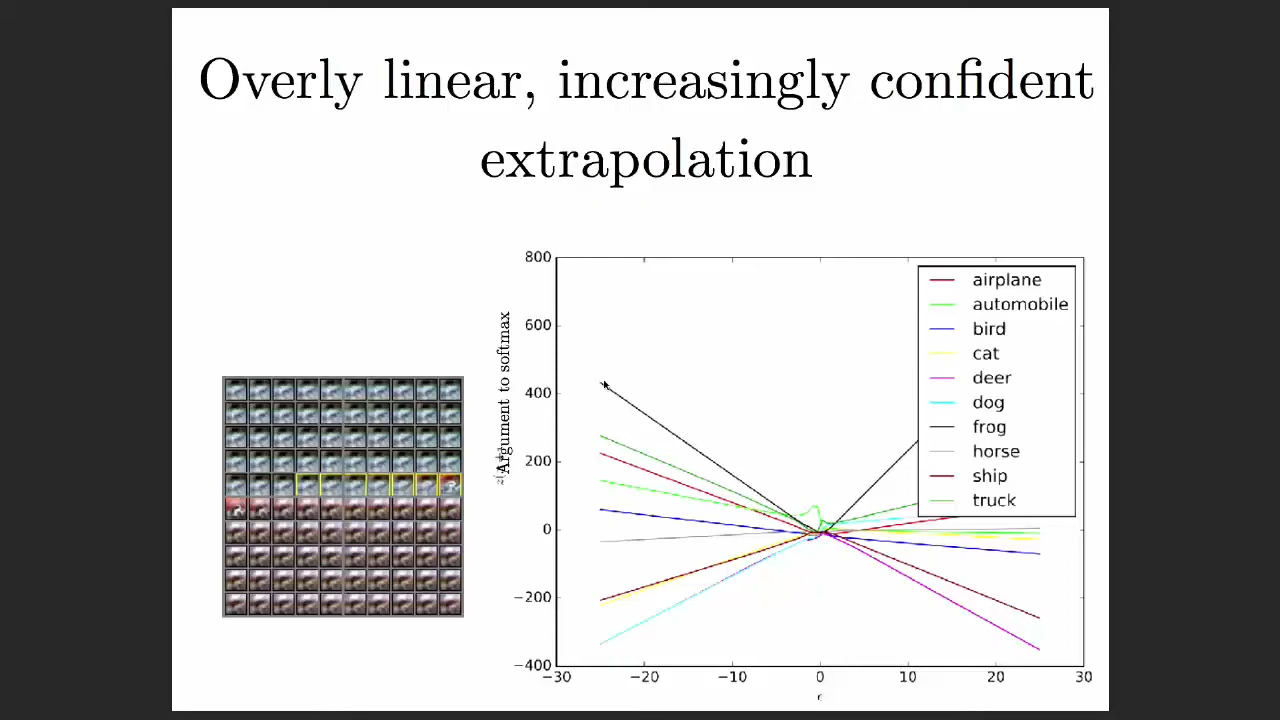 Overly linear, increasingly confident
extrapolation
Argument to softmax
800
600
400
200
0
−200
−400
−30
−20
−10
0
10
20
30
ϵ
airplane
automobile
bird
cat
deer
dog
frog
horse
ship
truck